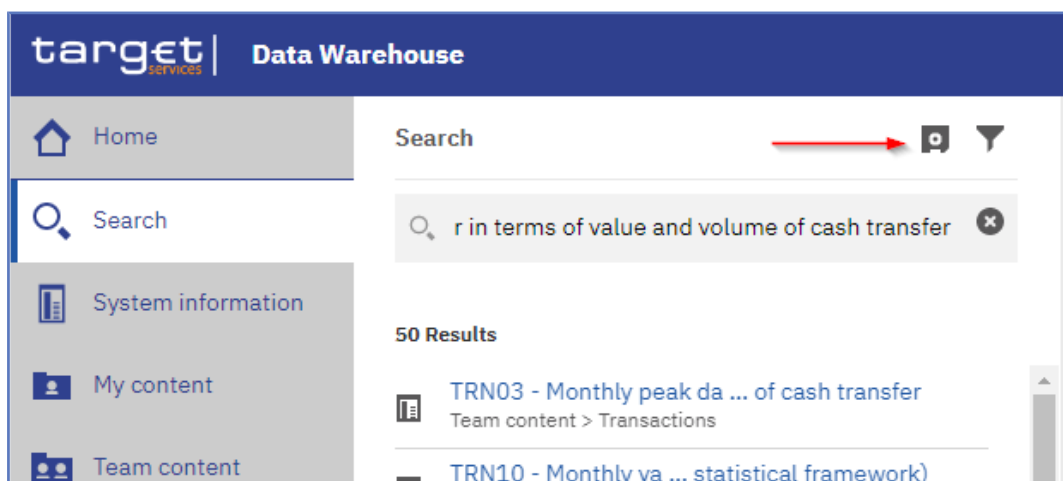 target
services
Data Warehouse
Home
Search
System information
My content
Team content
Search
r in terms of value and volume of cash transfer
50 Results
TRN03 - Monthly peak da ... of cash transfer
Team content > Transactions
TRN10 - Monthly va ... statistical framework)